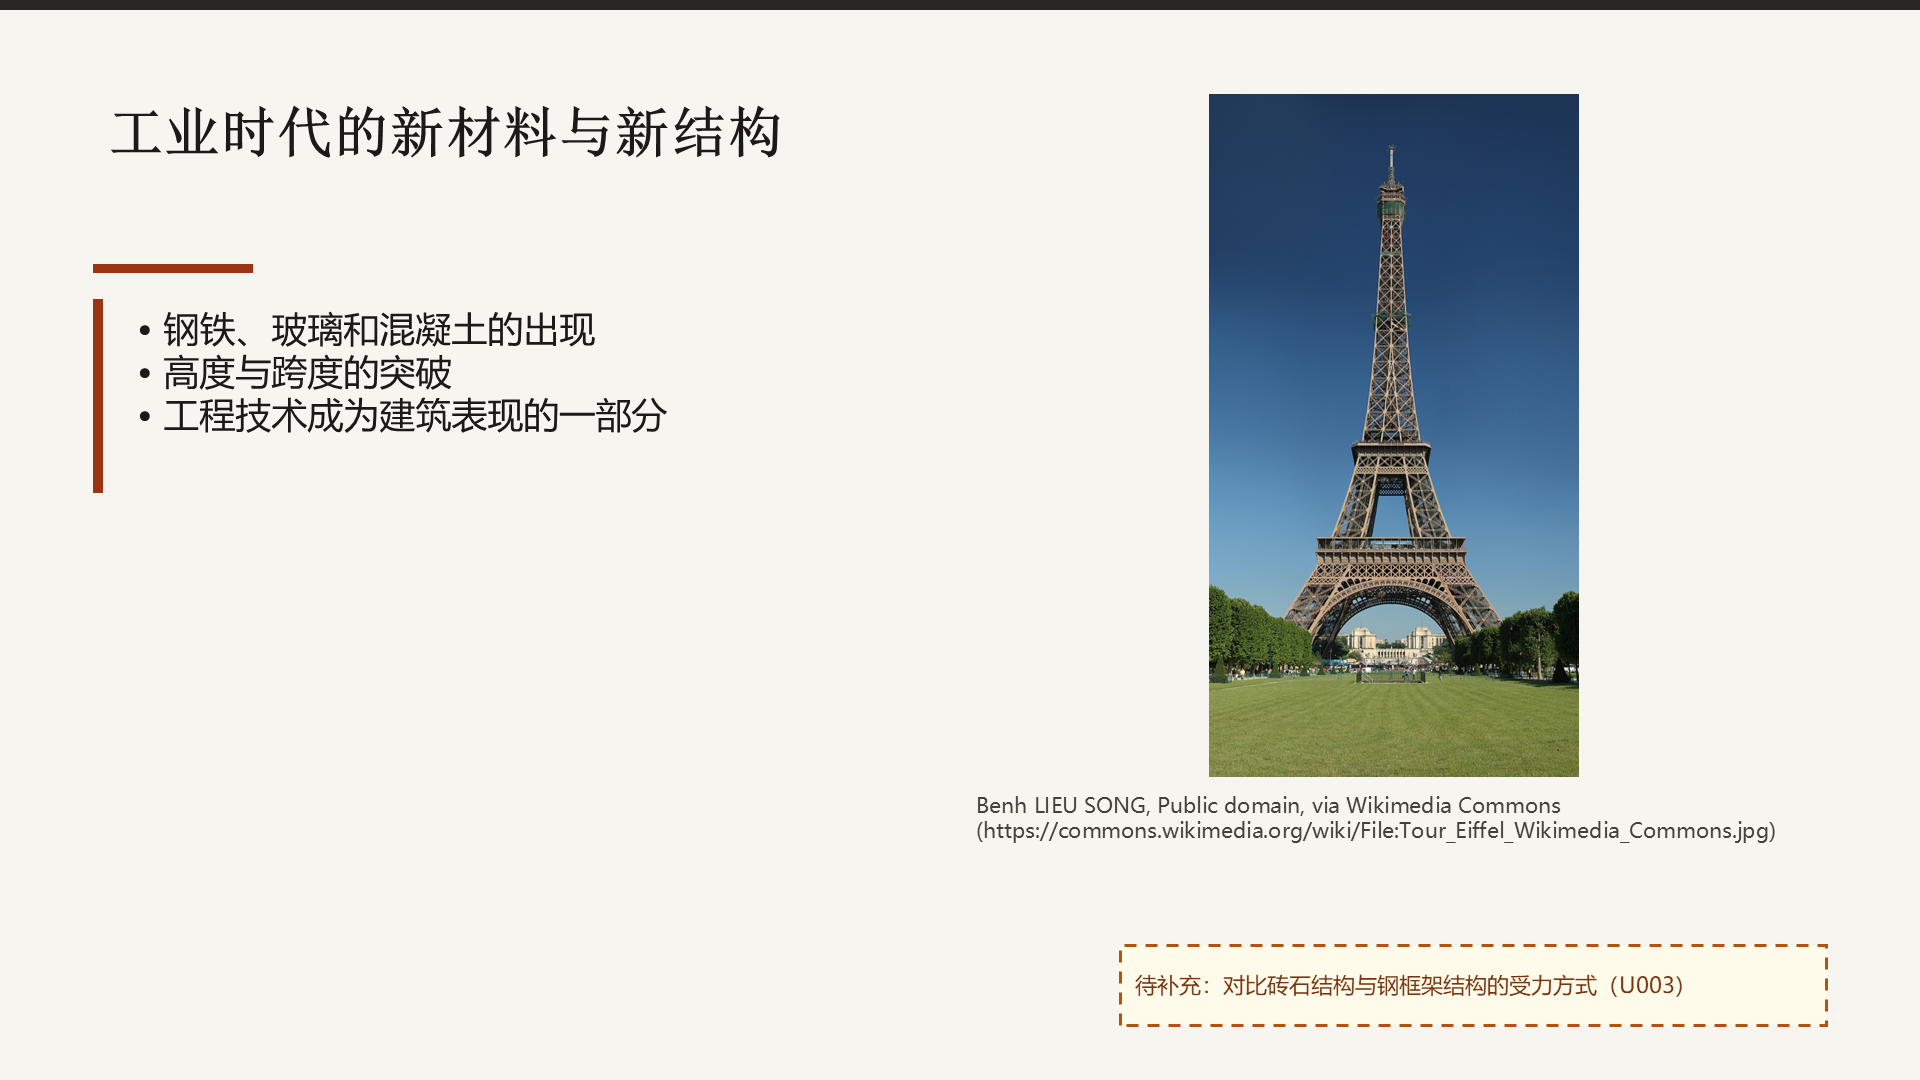 工业时代的新材料与新结构
• 钢铁、玻璃和混凝土的出现
• 高度与跨度的突破
• 工程技术成为建筑表现的一部分
Benh LIEU SONG, Public domain, via Wikimedia Commons
(https://commons.wikimedia.org/wiki/File:Tour_Eiffel_Wikimedia_Commons.jpg)
待补充：对比砖石结构与钢框架结构的受力方式（U003）